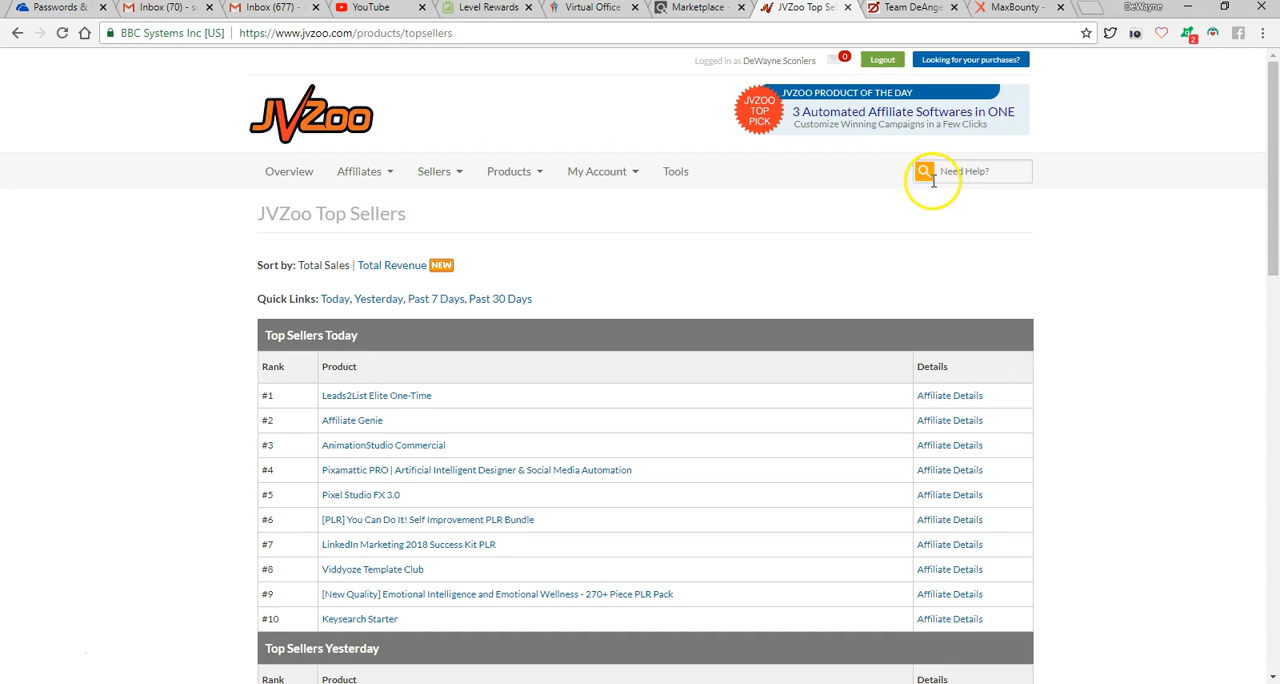 Passwords &
Inbox (70) - s
Inbox (677) -
YouTube
Level Rewards
Virtual Office
Marketplace -
JVZoo Top Sel
Team DeAnge
MaxBounty -
DeWayne
BBC Systems Inc [US]
https://www.jvzoo.com/products/topsellers
2
Logged in as DeWayne Sconiers
0
Logout
Looking for your purchases?
JVZoo
JVZOO TOP PICK
JVZOO PRODUCT OF THE DAY
3 Automated Affiliate Softwares in ONE
Customize Winning Campaigns in a Few Clicks
Overview
Affiliates
Sellers
Products
My Account
Tools
Need Help?
JVZoo Top Sellers
Sort by: Total Sales | Total Revenue NEW
Quick Links: Today, Yesterday, Past 7 Days, Past 30 Days
Top Sellers Today
Rank Product Details
#1 Leads2List Elite One-Time Affiliate Details
#2 Affiliate Genie Affiliate Details
#3 AnimationStudio Commercial Affiliate Details
#4 Pixamattic PRO | Artificial Intelligent Designer & Social Media Automation Affiliate Details
#5 Pixel Studio FX 3.0 Affiliate Details
#6 [PLR] You Can Do It! Self Improvement PLR Bundle Affiliate Details
#7 LinkedIn Marketing 2018 Success Kit PLR Affiliate Details
#8 Viddyoze Template Club Affiliate Details
#9 [New Quality] Emotional Intelligence and Emotional Wellness - 270+ Piece PLR Pack Affiliate Details
#10 Keysearch Starter Affiliate Details
Top Sellers Yesterday
Rank Product Details